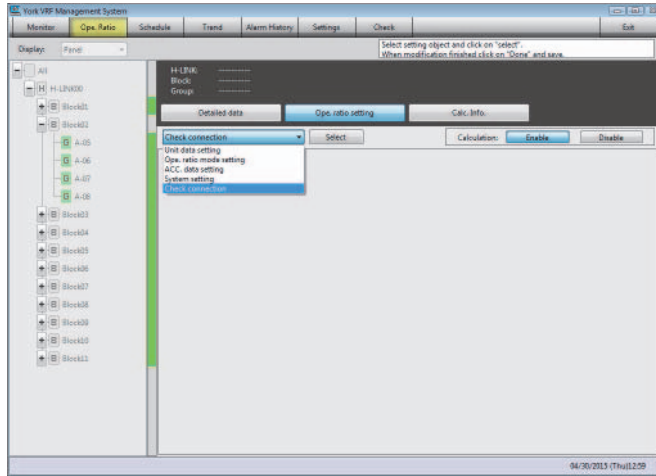 York VRF Management System
Monitor Ope. Ratio Schedule Trend Alarm History Settings Check Exit
Display: Panel
Select setting object and click on "select".
When modification finished click on "Done" and save.
All
H H-LINK00
B Block01
B Block02
G A-05
G A-06
G A-07
G A-08
B Block03
B Block04
B Block05
B Block06
B Block07
B Block08
B Block09
B Block10
B Block11
H-LINK: ----------
Block: ----------
Group: ----------
Detailed data Ope. ratio setting Calc. Info.
Check connection Select Calculation: Enable Disable
Unit data setting
Ope. ratio mode setting
ACC. data setting
System setting
Check connection
04/30/2015 (Thu)12:59